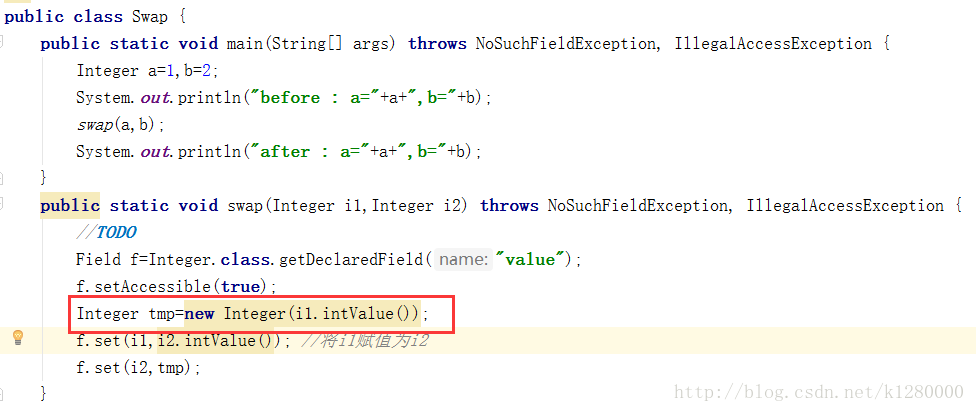 public class Swap {
public static void main(String[] args) throws NoSuchFieldException, IllegalAccessException {
Integer a=1,b=2;
System.out.println("before : a="+a+",b="+b);
swap(a,b);
System.out.println("after : a="+a+",b="+b);
}
public static void swap(Integer i1,Integer i2) throws NoSuchFieldException, IllegalAccessException {
//TODO
Field f=Integer.class.getDeclaredField( name: "value");
f.setAccessible(true);
Integer tmp=new Integer(i1.intValue());
f.set(i1,i2.intValue()); //将i1赋值为i2
f.set(i2,tmp);
}
http://blog.csdn.net/k1280000